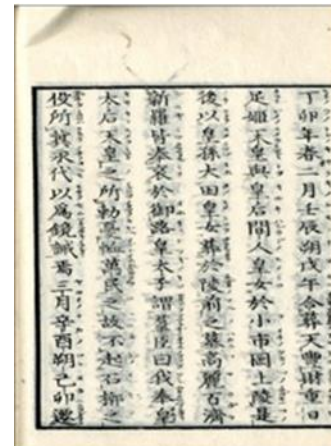 丁卯年春二月壬辰朔戊午合葬天豐財重日
足姬天皇與皇后間人皇女於小市岡上陵是
後以皇孫大田皇女葬於陵前之墓高麗百濟
新羅皆奉哀於御路皇太子謂群臣曰我奉皇
太后天皇之所勅憂恤萬民之故不起石槨之
役所冀永代以爲鏡誡焉三月辛酉朔己卯遷